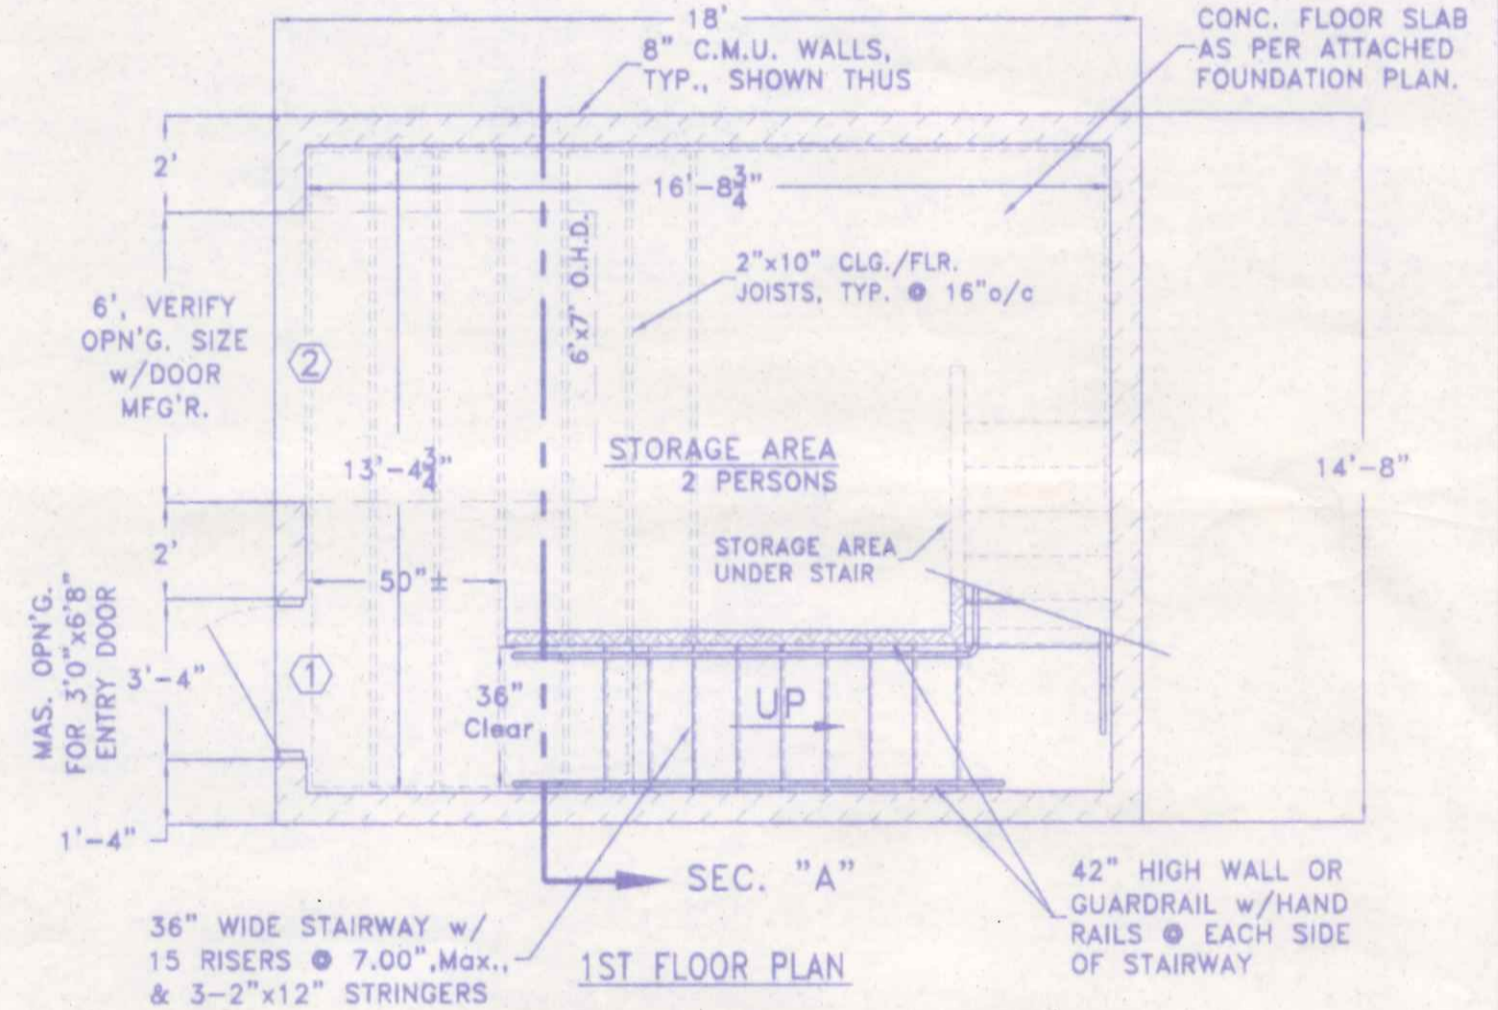 18'
8" C.M.U. WALLS,
TYP., SHOWN THUS
CONC. FLOOR SLAB
AS PER ATTACHED
FOUNDATION PLAN.
2'
16'-8 3/4"
6'x7' O.H.D.
2"x10" CLG./FLR.
JOISTS, TYP. @ 16"o/c
6', VERIFY
OPN'G. SIZE
w/DOOR
MFG'R.
2
13'-4 3/4"
STORAGE AREA
2 PERSONS
14'-8"
2'
50" ±
STORAGE AREA
UNDER STAIR
MAS. OPN'G.
FOR 3'0"x6'8"
ENTRY DOOR
3'-4"
1
36"
Clear
UP
1'-4"
SEC. "A"
42" HIGH WALL OR
GUARDRAIL w/HAND
RAILS @ EACH SIDE
OF STAIRWAY
36" WIDE STAIRWAY w/
15 RISERS @ 7.00",Max.,
& 3-2"x12" STRINGERS
1ST FLOOR PLAN